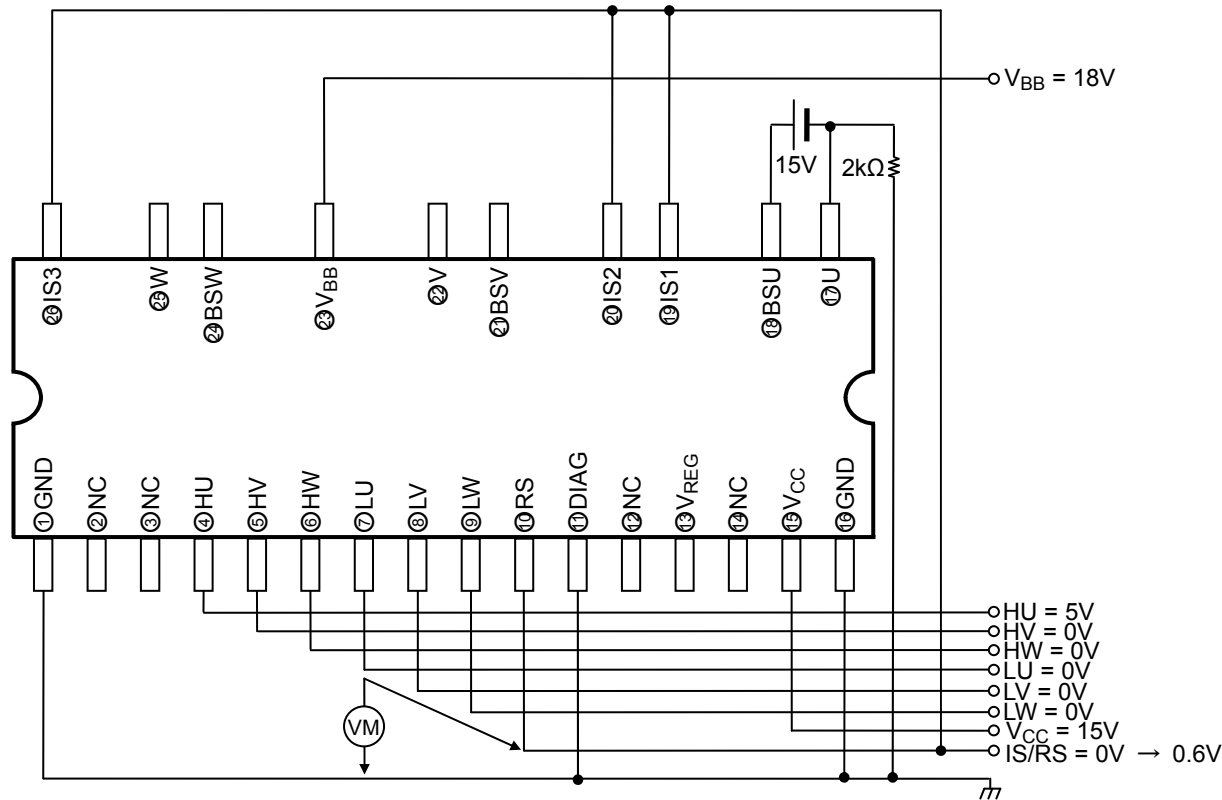 V_BB = 18V
15V
2kΩ
㉖IS3
㉕W
㉔BSW
㉓V_BB
㉒V
㉑BSV
⑳IS2
⑲IS1
⑱BSU
⑰U
①GND
②NC
③NC
④HU
⑤HV
⑥HW
⑦LU
⑧LV
⑨LW
⑩RS
⑪DIAG
⑫NC
⑬V_REG
⑭NC
⑮V_CC
⑯GND
HU = 5V
HV = 0V
HW = 0V
LU = 0V
LV = 0V
LW = 0V
V_CC = 15V
IS/RS = 0V → 0.6V
VM